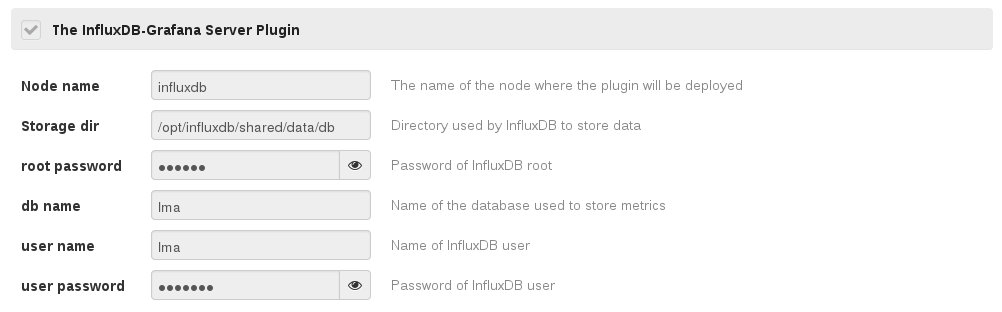 The InfluxDB-Grafana Server Plugin
Node name influxdb The name of the node where the plugin will be deployed
Storage dir /opt/influxdb/shared/data/db Directory used by InfluxDB to store data
root password •••••• Password of InfluxDB root
db name lma Name of the database used to store metrics
user name lma Name of InfluxDB user
user password ••••••• Password of InfluxDB user